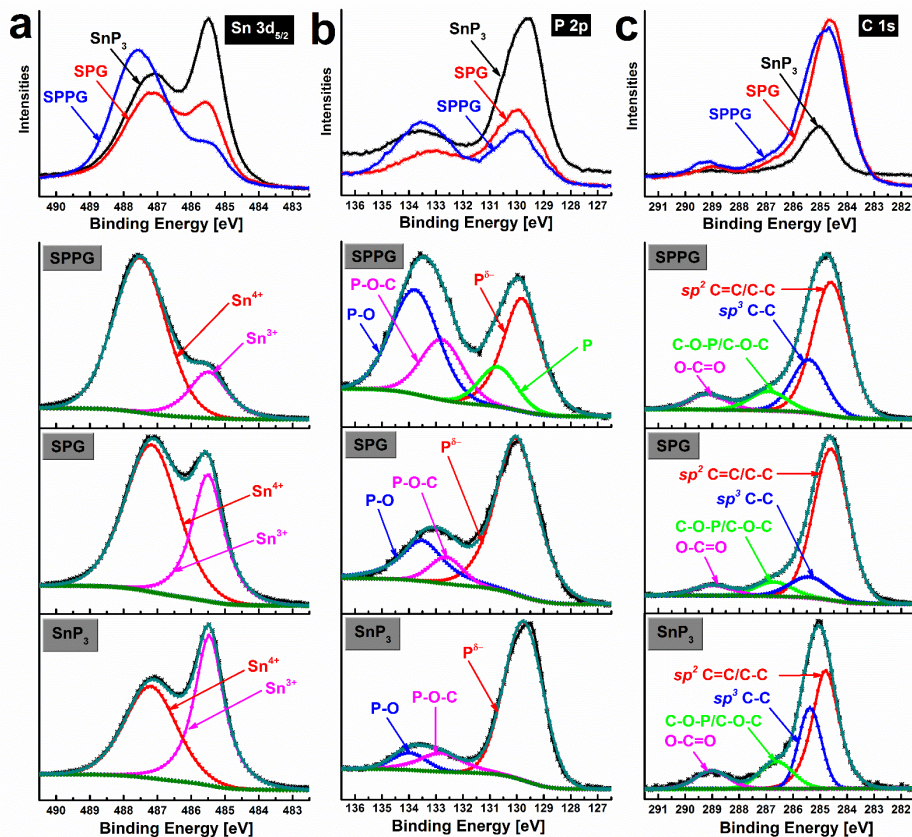 a
Sn 3d5/2
SnP3
SPG
SPPG
Intensities
490 489 488 487 486 485 484 483
Binding Energy [eV]
SPPG
Sn4+
Sn3+
SPG
Sn4+
Sn3+
SnP3
Sn4+
Sn3+
490 489 488 487 486 485 484 483
Binding Energy [eV]
b
P 2p
SnP3
SPG
SPPG
Intensities
136 135 134 133 132 131 130 129 128 127 126
Binding Energy [eV]
SPPG
Pδ−
P-O-C
P-O
P
SPG
Pδ−
P-O-C
P-O
SnP3
Pδ−
P-O
P-O-C
136 135 134 133 132 131 130 129 128 127 126
Binding Energy [eV]
c
C 1s
SnP3
SPG
SPPG
Intensities
291 290 289 288 287 286 285 284 283 282
Binding Energy [eV]
SPPG
sp2 C=C/C-C
sp3 C-C
C-O-P/C-O-C
O-C=O
SPG
sp2 C=C/C-C
sp3 C-C
C-O-P/C-O-C
O-C=O
SnP3
sp2 C=C/C-C
sp3 C-C
C-O-P/C-O-C
O-C=O
291 290 289 288 287 286 285 284 283 282
Binding Energy [eV]